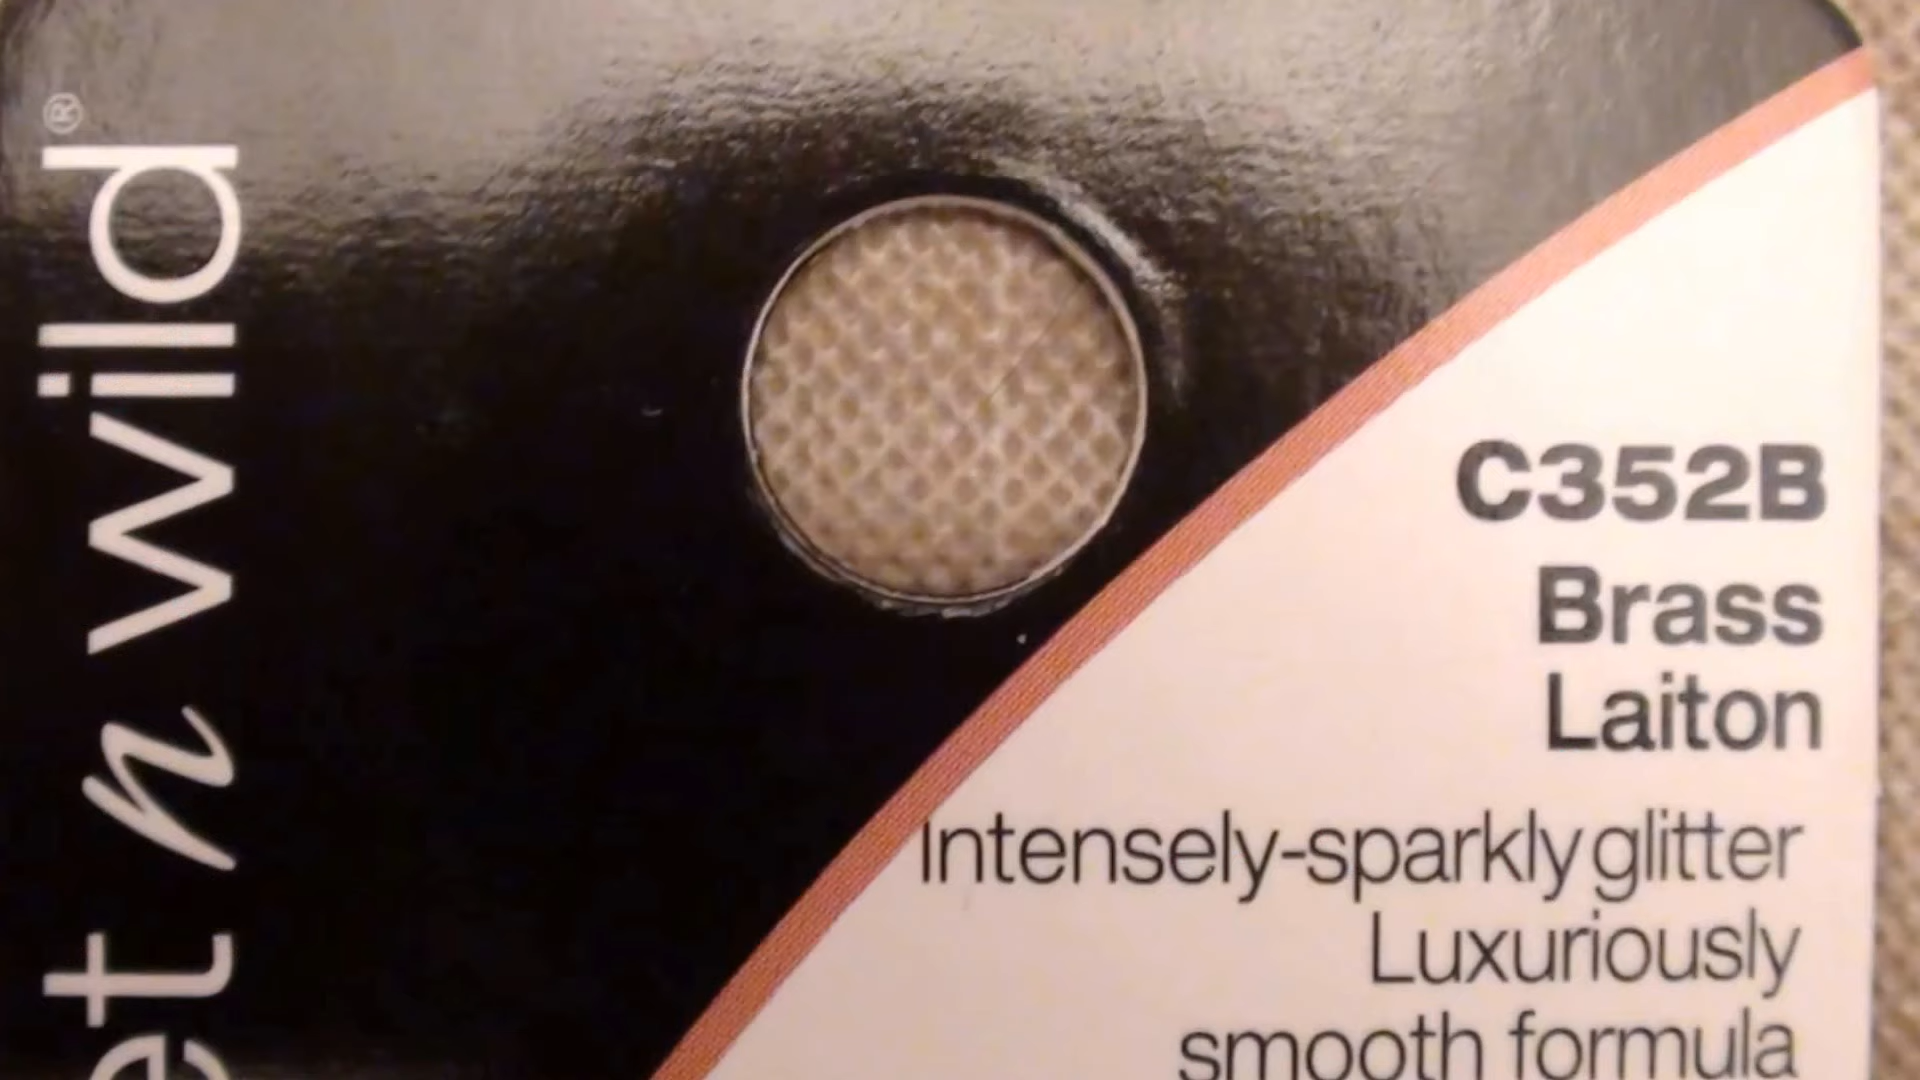 et n wild®
C352B
Brass
Laiton
Intensely-sparkly glitter
Luxuriously
smooth formula